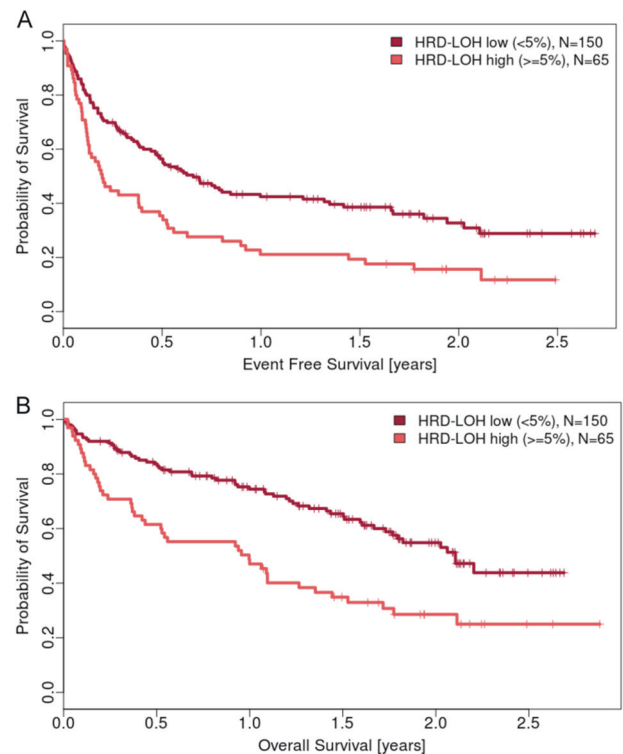 A
HRD-LOH low (<5%), N=150
HRD-LOH high (>=5%), N=65
Probability of Survival
1.0
0.8
0.6
0.4
0.2
0.0
0.0 0.5 1.0 1.5 2.0 2.5
Event Free Survival [years]
B
HRD-LOH low (<5%), N=150
HRD-LOH high (>=5%), N=65
Probability of Survival
1.0
0.8
0.6
0.4
0.2
0.0
0.0 0.5 1.0 1.5 2.0 2.5
Overall Survival [years]